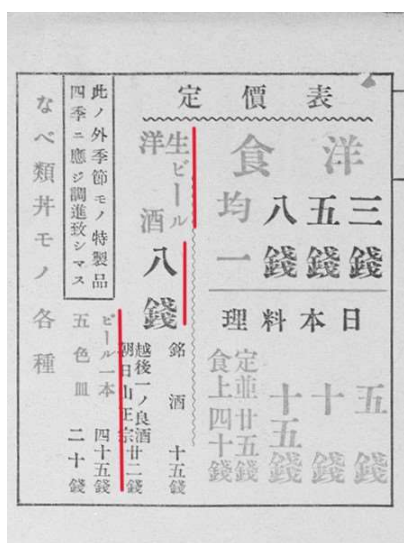 定價表
洋食
三錢
五錢
八錢
均一
日本料理
五錢
十錢
十五錢
定並廿五錢
食上四十錢
生ビール
洋酒
八錢
銘酒 十五錢
越後一ノ良酒
朝日山正宗 廿二錢
ビール一本 四十五錢
五色皿 二十錢
此ノ外季節モノ特製品
四季ニ應ジ調進致シマス
なべ類丼モノ各種